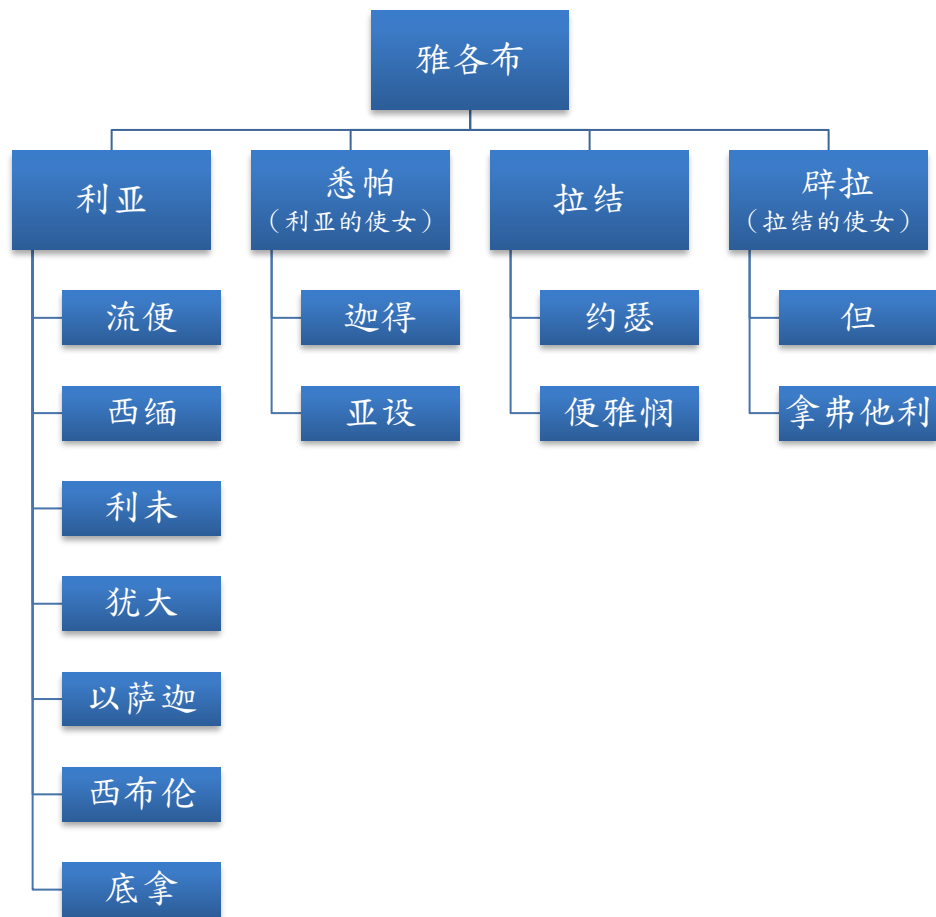 雅各布
利亚
流便
西缅
利未
犹大
以萨迦
西布伦
底拿
悉帕
（利亚的使女）
迦得
亚设
拉结
约瑟
便雅悯
辟拉
（拉结的使女）
但
拿弗他利